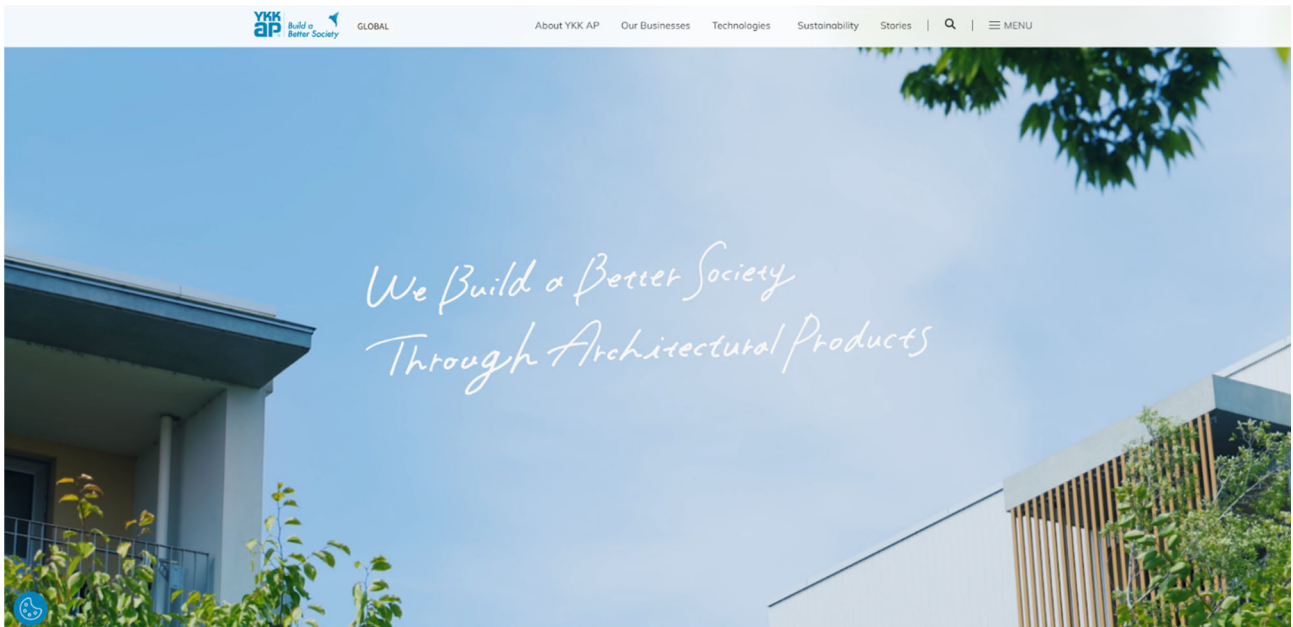 YKK
AP
Build a
Better Society
GLOBAL
About YKK AP
Our Businesses
Technologies
Sustainability
Stories
MENU
We Build a Better Society
Through Architectural Products